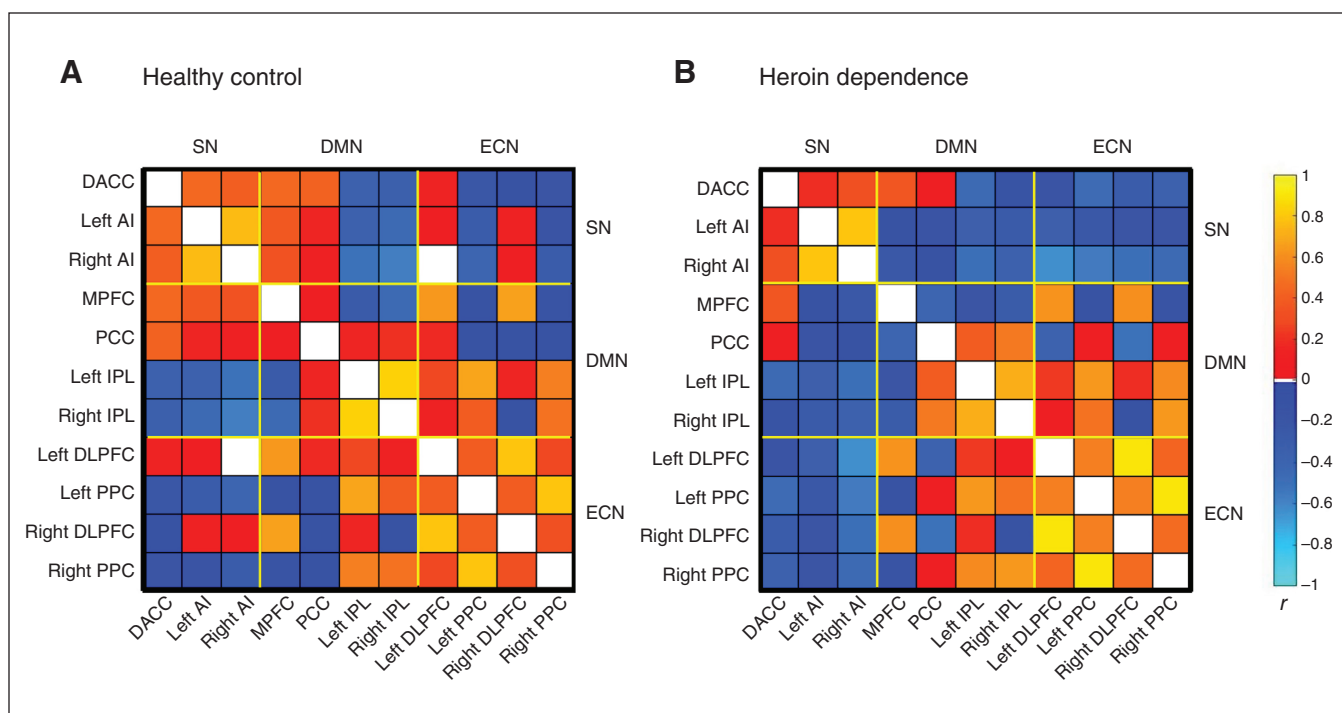 A Healthy control
SN DMN ECN
DACC
Left AI
Right AI
MPFC
PCC
Left IPL
Right IPL
Left DLPFC
Left PPC
Right DLPFC
Right PPC
SN
DMN
ECN
DACC Left AI Right AI MPFC PCC Left IPL Right IPL Left DLPFC Left PPC Right DLPFC Right PPC
B Heroin dependence
SN DMN ECN
DACC
Left AI
Right AI
MPFC
PCC
Left IPL
Right IPL
Left DLPFC
Left PPC
Right DLPFC
Right PPC
SN
DMN
ECN
DACC Left AI Right AI MPFC PCC Left IPL Right IPL Left DLPFC Left PPC Right DLPFC Right PPC
1
0.8
0.6
0.4
0.2
0
−0.2
−0.4
−0.6
−0.8
−1
r